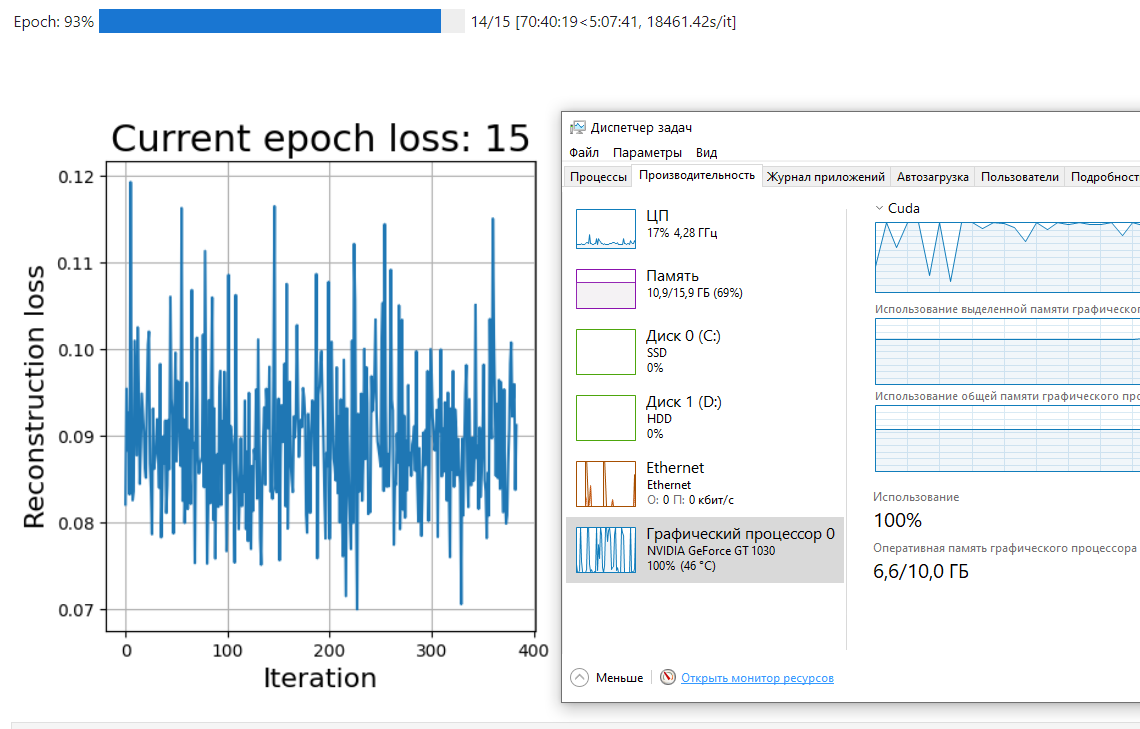 Epoch: 93% 14/15 [70:40:19<5:07:41, 18461.42s/it]
Current epoch loss: 15
0.12
0.11
0.10
0.09
0.08
0.07
Reconstruction loss
0 100 200 300 400
Iteration
Диспетчер задач
Файл Параметры Вид
Процессы Производительность Журнал приложений Автозагрузка Пользователи Подробност
ЦП
17% 4,28 ГГц
Память
10,9/15,9 ГБ (69%)
Диск 0 (C:)
SSD
0%
Диск 1 (D:)
HDD
0%
Ethernet
Ethernet
О: 0 П: 0 кбит/с
Графический процессор 0
NVIDIA GeForce GT 1030
100% (46 °C)
Cuda
Использование выделенной памяти графическог
Использование общей памяти графического про
Использование
100%
Оперативная память графического процессора
6,6/10,0 ГБ
Меньше
Открыть монитор ресурсов